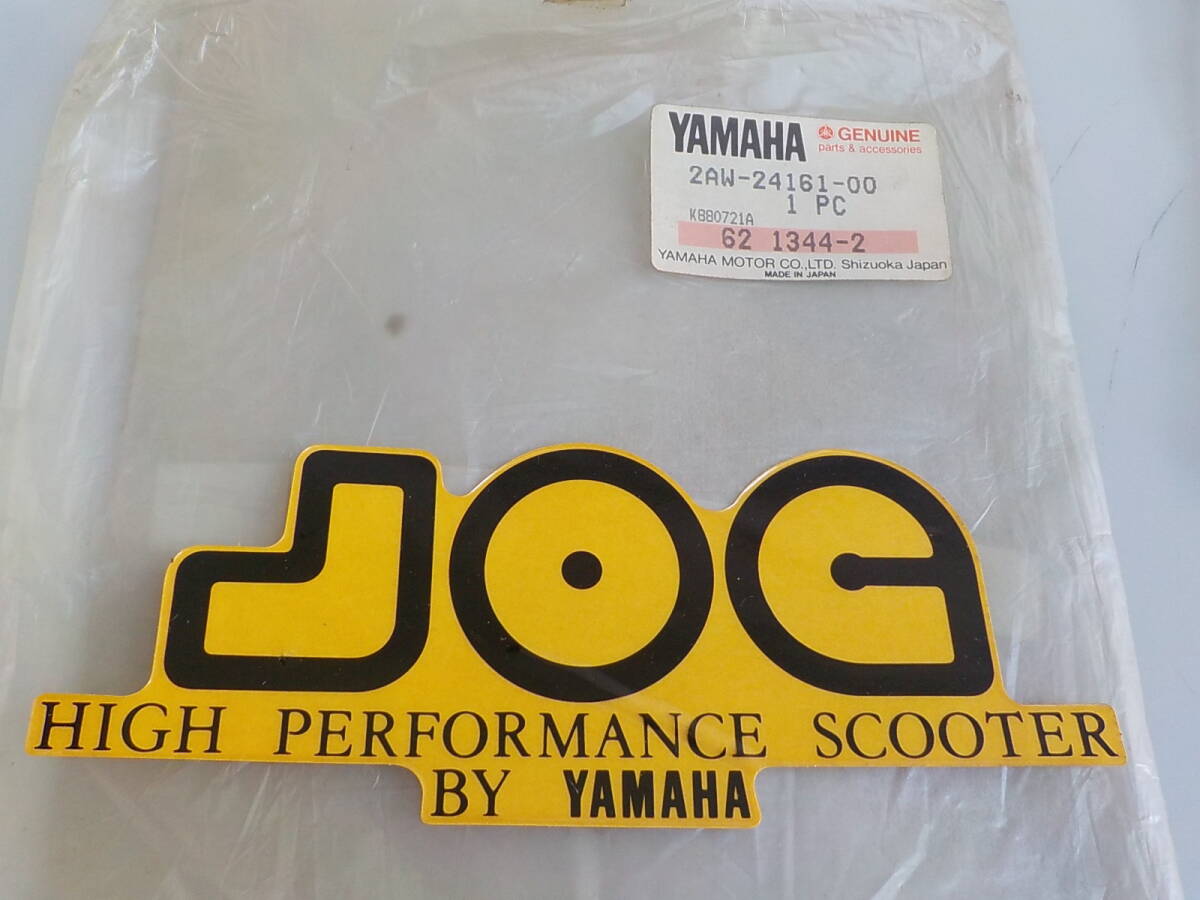 YAMAHA GENUINE
parts & accessories
2AW-24161-00
1 PC
K880721A
62 1344-2
YAMAHA MOTOR CO.,LTD. Shizuoka Japan
MADE IN JAPAN
JOG
HIGH PERFORMANCE SCOOTER
BY YAMAHA